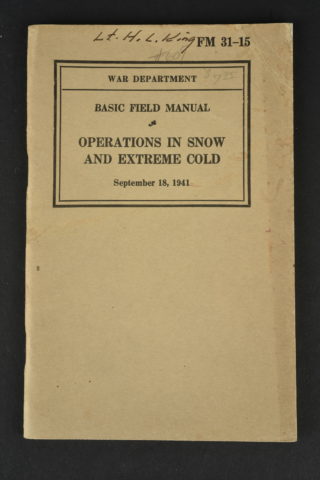 Lt. H. L. King
FM 31-15
WAR DEPARTMENT
BASIC FIELD MANUAL
OPERATIONS IN SNOW
AND EXTREME COLD
September 18, 1941